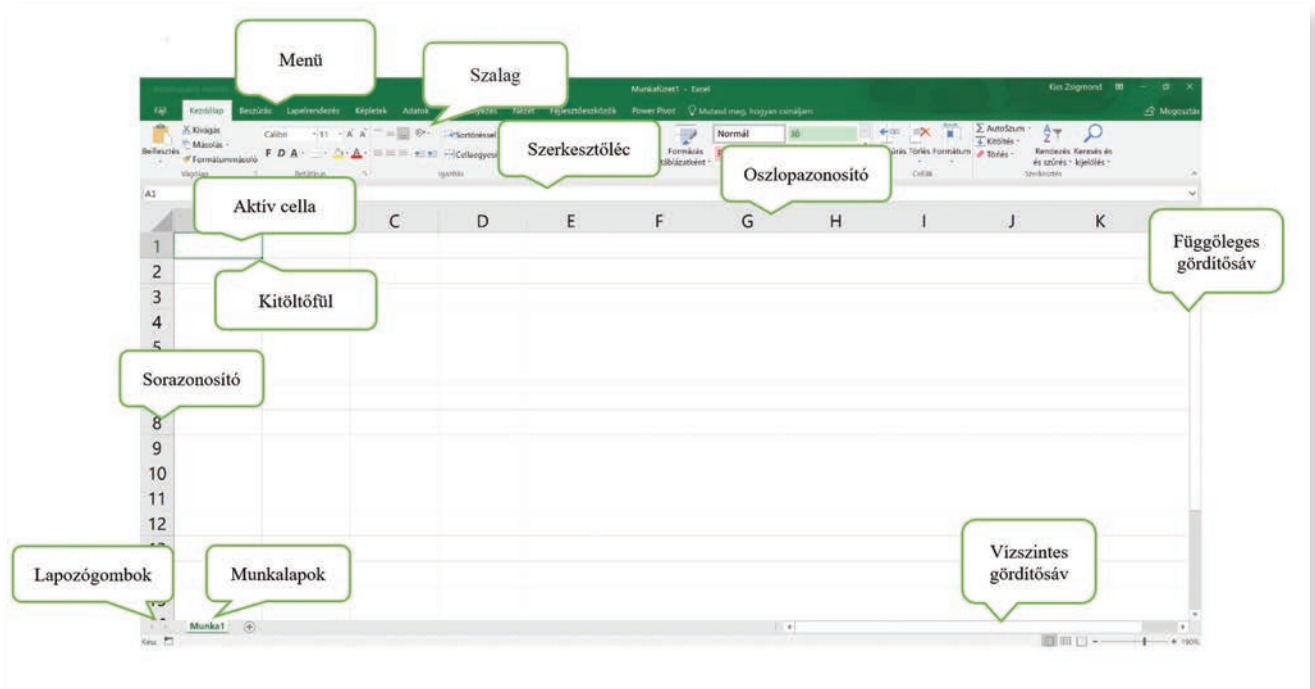 Menü
Szalag
Munkafüzet1 - Excel
Kiss Zsigmond
Fájl Kezdőlap Beszúrás Lapelrendezés Képletek Adatok Nézet Fejlesztőeszközök Power Pivot Mutasd meg, hogyan csináljam Megosztás
Beillesztés
Kivágás
Másolás
Formátummásoló
Vágólap
Calibri 11
F D A
Betűtípus
Igazítás
Szerkesztőléc
Formázás
táblázatként
Normál
Jó
Oszlopazonosító
Törlés Formátum
Cellák
AutoSzum
Kitöltés
Törlés
Rendezés és szűrés
Keresés és kijelölés
Szerkesztés
A1
Aktív cella
C D E F G H I J K
Függőleges
gördítősáv
1
2
Kitöltőfül
3
4
5
Sorazonosító
8
9
10
11
12
Lapozógombok
Munkalapok
Vízszintes
gördítősáv
Munka1
Kész
190%